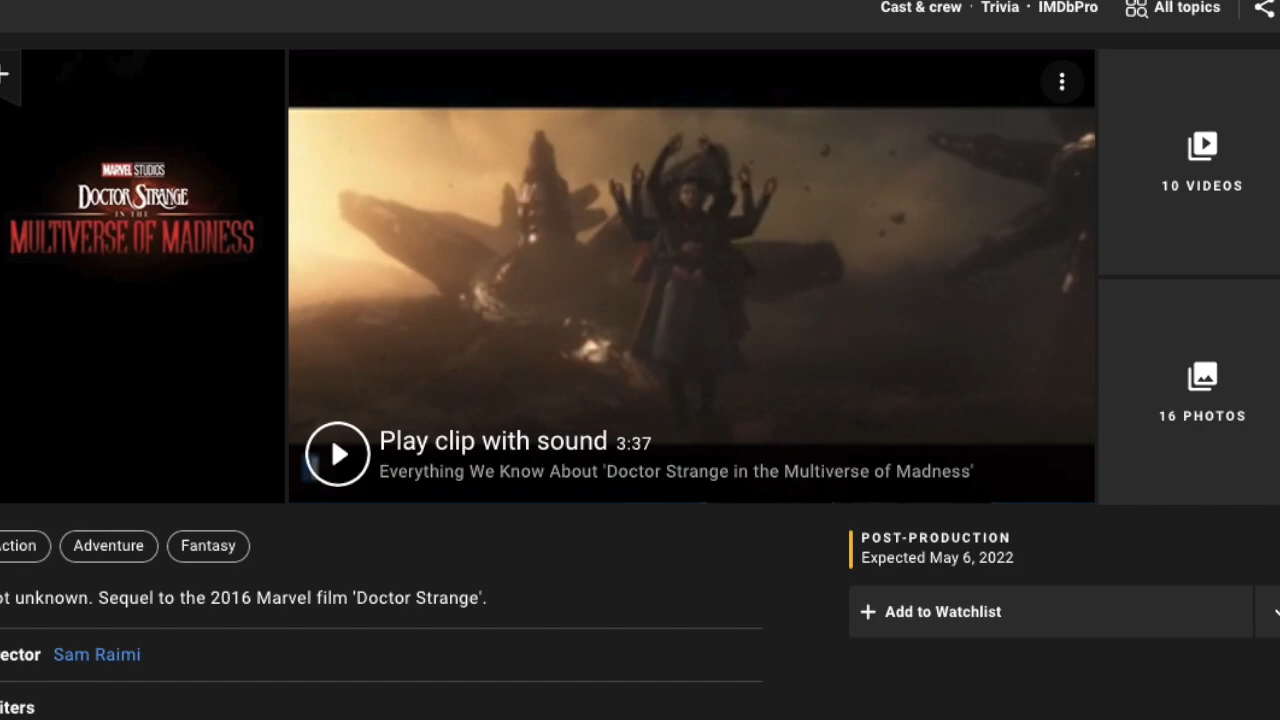 Cast & crew · Trivia · IMDbPro All topics
MARVEL STUDIOS
DOCTOR STRANGE
IN THE
MULTIVERSE OF MADNESS
10 VIDEOS
16 PHOTOS
Play clip with sound 3:37
Everything We Know About 'Doctor Strange in the Multiverse of Madness'
ction Adventure Fantasy
POST-PRODUCTION
Expected May 6, 2022
ot unknown. Sequel to the 2016 Marvel film 'Doctor Strange'.
+ Add to Watchlist
ector Sam Raimi
iters